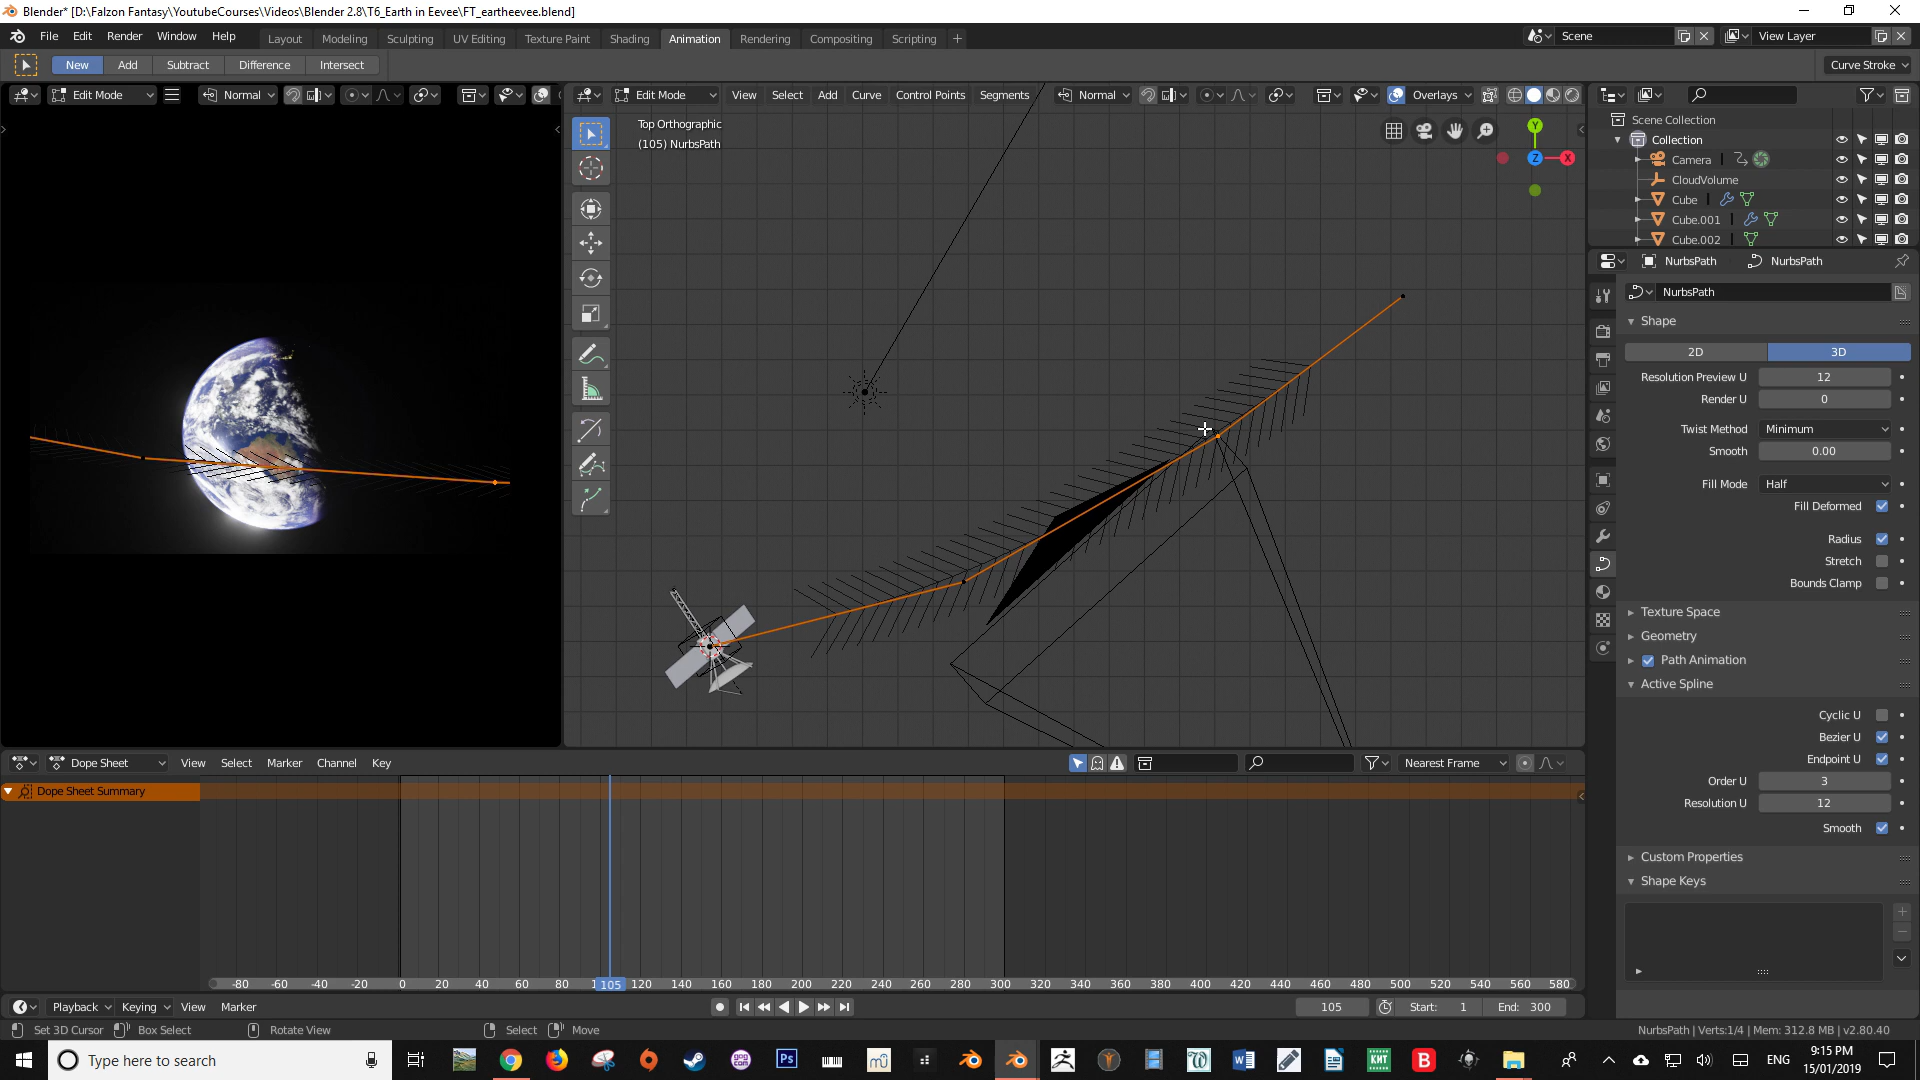 Blender* [D:\Falzon Fantasy\YoutubeCourses\Videos\Blender 2.8\T6_Earth in Eevee\FT_eartheevee.blend]
File Edit Render Window Help Layout Modeling Sculpting UV Editing Texture Paint Shading Animation Rendering Compositing Scripting + Scene View Layer
New Add Subtract Difference Intersect Curve Stroke
Edit Mode Normal Edit Mode View Select Add Curve Control Points Segments Normal Overlays
Top Orthographic
(105) NurbsPath
Y
Z X
Scene Collection
Collection
Camera
CloudVolume
Cube
Cube.001
Cube.002
NurbsPath NurbsPath
NurbsPath
Shape
2D 3D
Resolution Preview U 12
Render U 0
Twist Method Minimum
Smooth 0.00
Fill Mode Half
Fill Deformed
Radius
Stretch
Bounds Clamp
Texture Space
Geometry
Path Animation
Active Spline
Cyclic U
Bezier U
Endpoint U
Order U 3
Resolution U 12
Smooth
Custom Properties
Shape Keys
Dope Sheet View Select Marker Channel Key Nearest Frame
Dope Sheet Summary
-80 -60 -40 -20 0 20 40 60 80 1 105 120 140 160 180 200 220 240 260 280 300 320 340 360 380 400 420 440 460 480 500 520 540 560 580
Playback Keying View Marker 105 Start: 1 End: 300
Set 3D Cursor Box Select Rotate View Select Move NurbsPath | Verts:1/4 | Mem: 312.8 MB | v2.80.40
Type here to search Ps W KHT B ENG 9:15 PM
15/01/2019